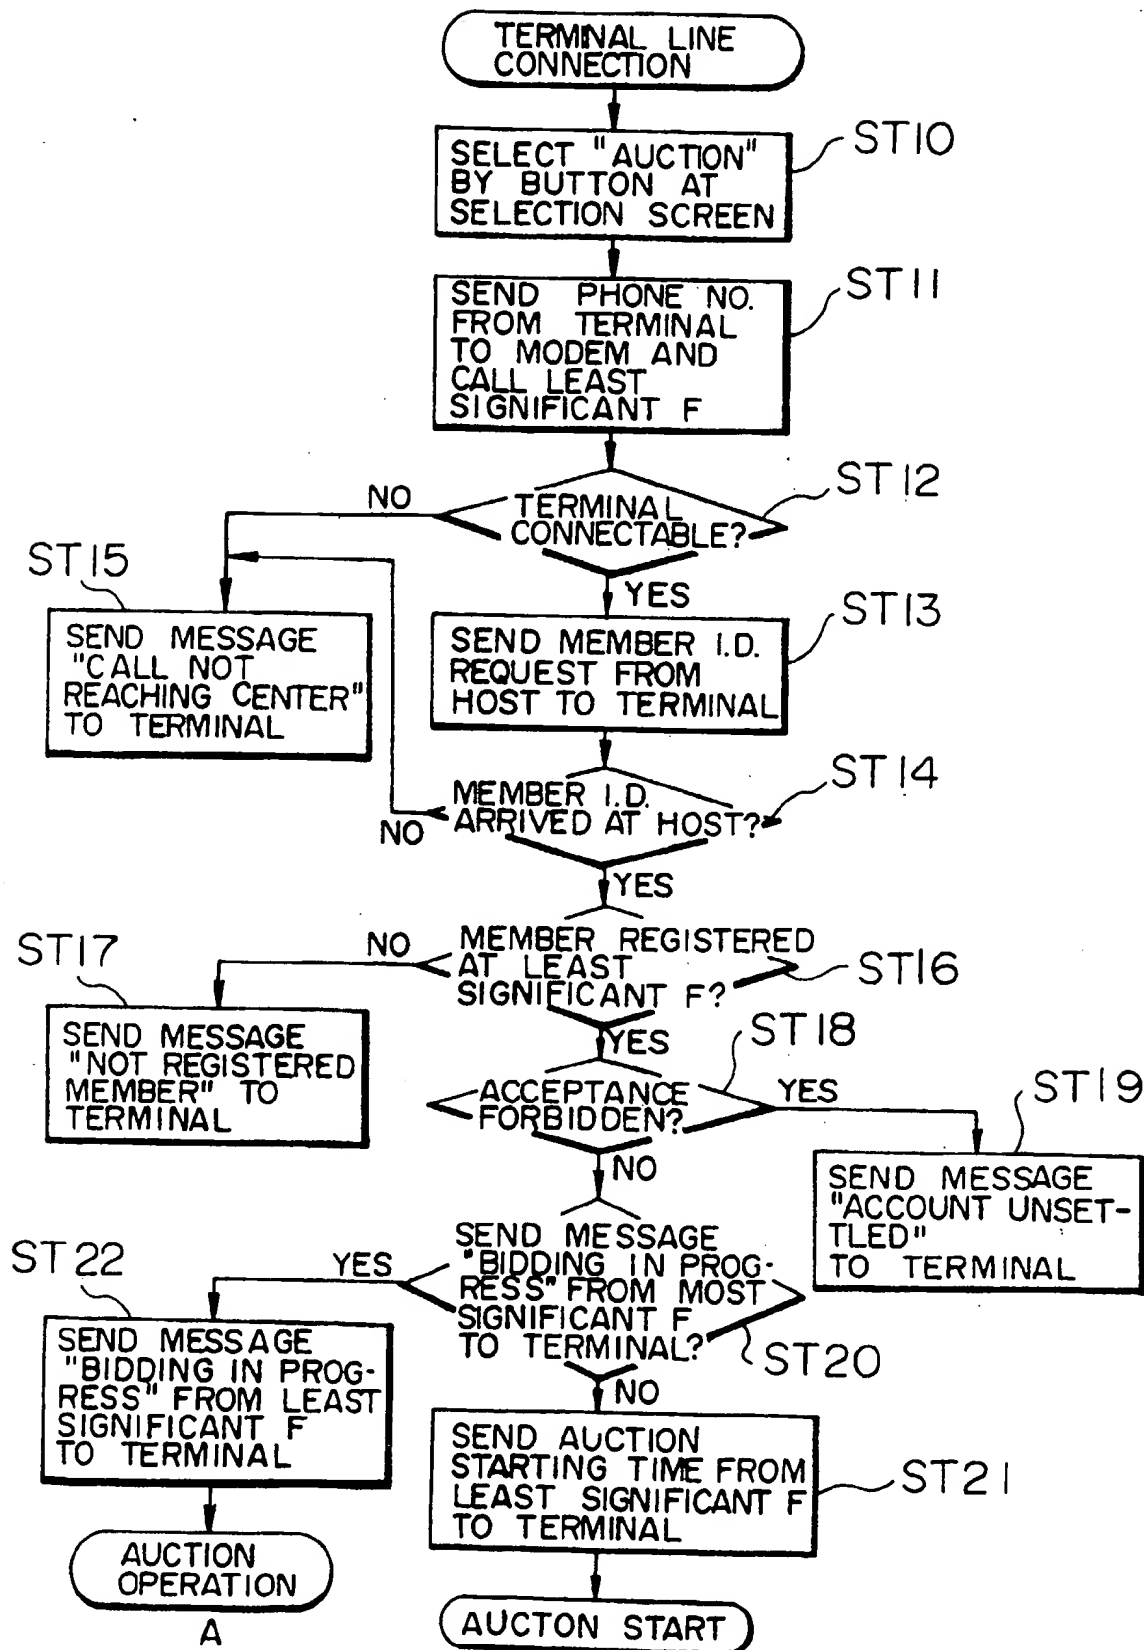 TERMINAL LINE
CONNECTION
ST10
SELECT "AUCTION"
BY BUTTON AT
SELECTION SCREEN
ST11
SEND PHONE NO.
FROM TERMINAL
TO MODEM AND
CALL LEAST
SIGNIFICANT F
ST12
NO
TERMINAL
CONNECTABLE?
YES
ST15
SEND MESSAGE
"CALL NOT
REACHING CENTER"
TO TERMINAL
ST13
SEND MEMBER I.D.
REQUEST FROM
HOST TO TERMINAL
ST14
MEMBER I.D.
ARRIVED AT HOST?
NO
YES
ST17
NO
MEMBER REGISTERED
AT LEAST
SIGNIFICANT F?
ST16
SEND MESSAGE
"NOT REGISTERED
MEMBER" TO
TERMINAL
YES
ST18
ACCEPTANCE
FORBIDDEN?
YES
ST19
NO
SEND MESSAGE
"ACCOUNT UNSET-
TLED"
TO TERMINAL
ST22
YES
SEND MESSAGE
"BIDDING IN PROG-
RESS" FROM MOST
SIGNIFICANT F
TO TERMINAL?
ST20
SEND MESSAGE
"BIDDING IN PROG-
RESS" FROM LEAST
SIGNIFICANT F
TO TERMINAL
NO
SEND AUCTION
STARTING TIME FROM
LEAST SIGNIFICANT F
TO TERMINAL
ST21
AUCTION
OPERATION
A
AUCTON START